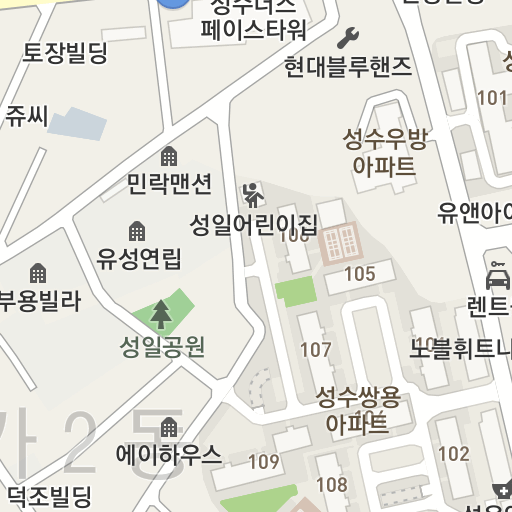 성수너스
페이스타워
토장빌딩
현대블루핸즈
쥬씨
101
성수우방
아파트
민락맨션
성일어린이집
유앤아이
106
유성연립
105
부용빌라
렌트
성일공원
107
노블휘트니
성수쌍용
아파트
가 2 동
에이하우스
109
102
108
덕조빌딩